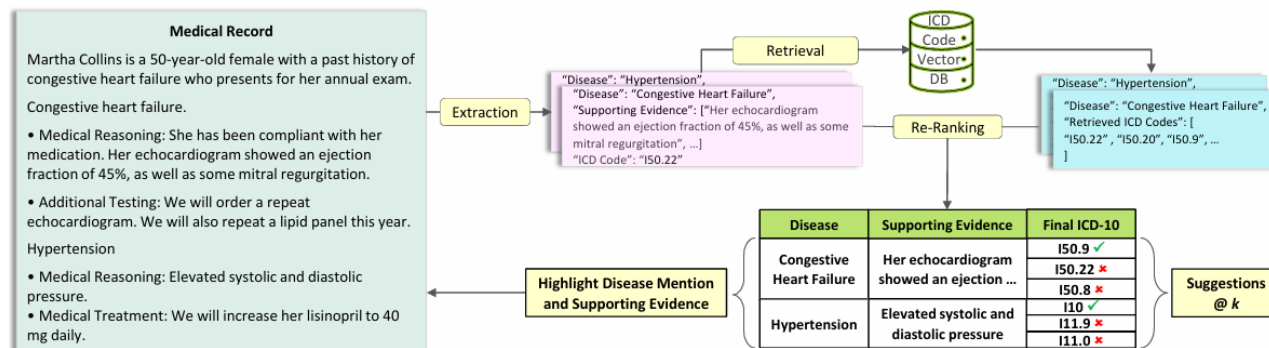 Medical Record
Martha Collins is a 50-year-old female with a past history of
congestive heart failure who presents for her annual exam.
Congestive heart failure.
• Medical Reasoning: She has been compliant with her
medication. Her echocardiogram showed an ejection
fraction of 45%, as well as some mitral regurgitation.
• Additional Testing: We will order a repeat
echocardiogram. We will also repeat a lipid panel this year.
Hypertension
• Medical Reasoning: Elevated systolic and diastolic
pressure.
• Medical Treatment: We will increase her lisinopril to 40
mg daily.
Extraction
Retrieval
ICD
Code
Vector
DB
"Disease": "Hypertension",
"Disease": "Congestive Heart Failure",
"Supporting Evidence": ["Her echocardiogram
showed an ejection fraction of 45%, as well as some
mitral regurgitation", …]
"ICD Code": "I50.22"
Re-Ranking
"Disease": "Hypertension",
"Disease": "Congestive Heart Failure",
"Retrieved ICD Codes": [
"I50.22" , "I50.20", "I50.9", …
]
Disease Supporting Evidence Final ICD-10
Congestive
Heart Failure
Her echocardiogram
showed an ejection …
I50.9 ✓
I50.22 ×
I50.8 ×
Hypertension
Elevated systolic and
diastolic pressure
I10 ✓
I11.9 ×
I11.0 ×
Highlight Disease Mention
and Supporting Evidence
Suggestions
@ k